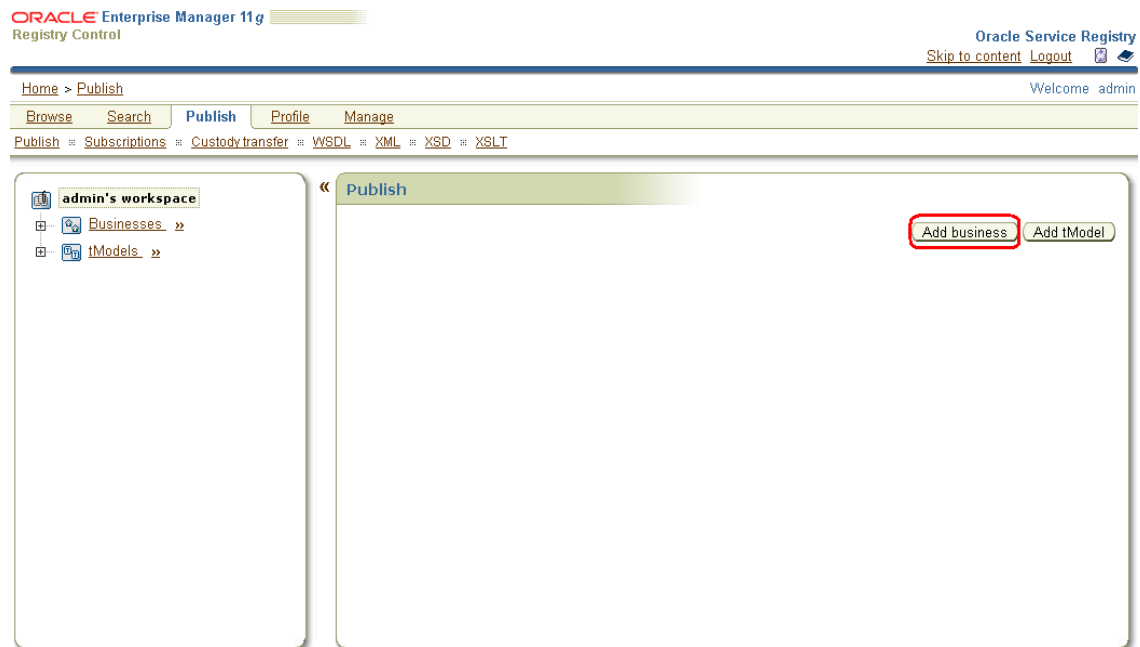 ORACLE Enterprise Manager 11g
Registry Control
Oracle Service Registry
Skip to content Logout
Home > Publish
Welcome admin
Browse Search Publish Profile Manage
Publish Subscriptions Custody transfer WSDL XML XSD XSLT
admin's workspace
« Publish
Businesses »
Add business Add tModel
tModels »